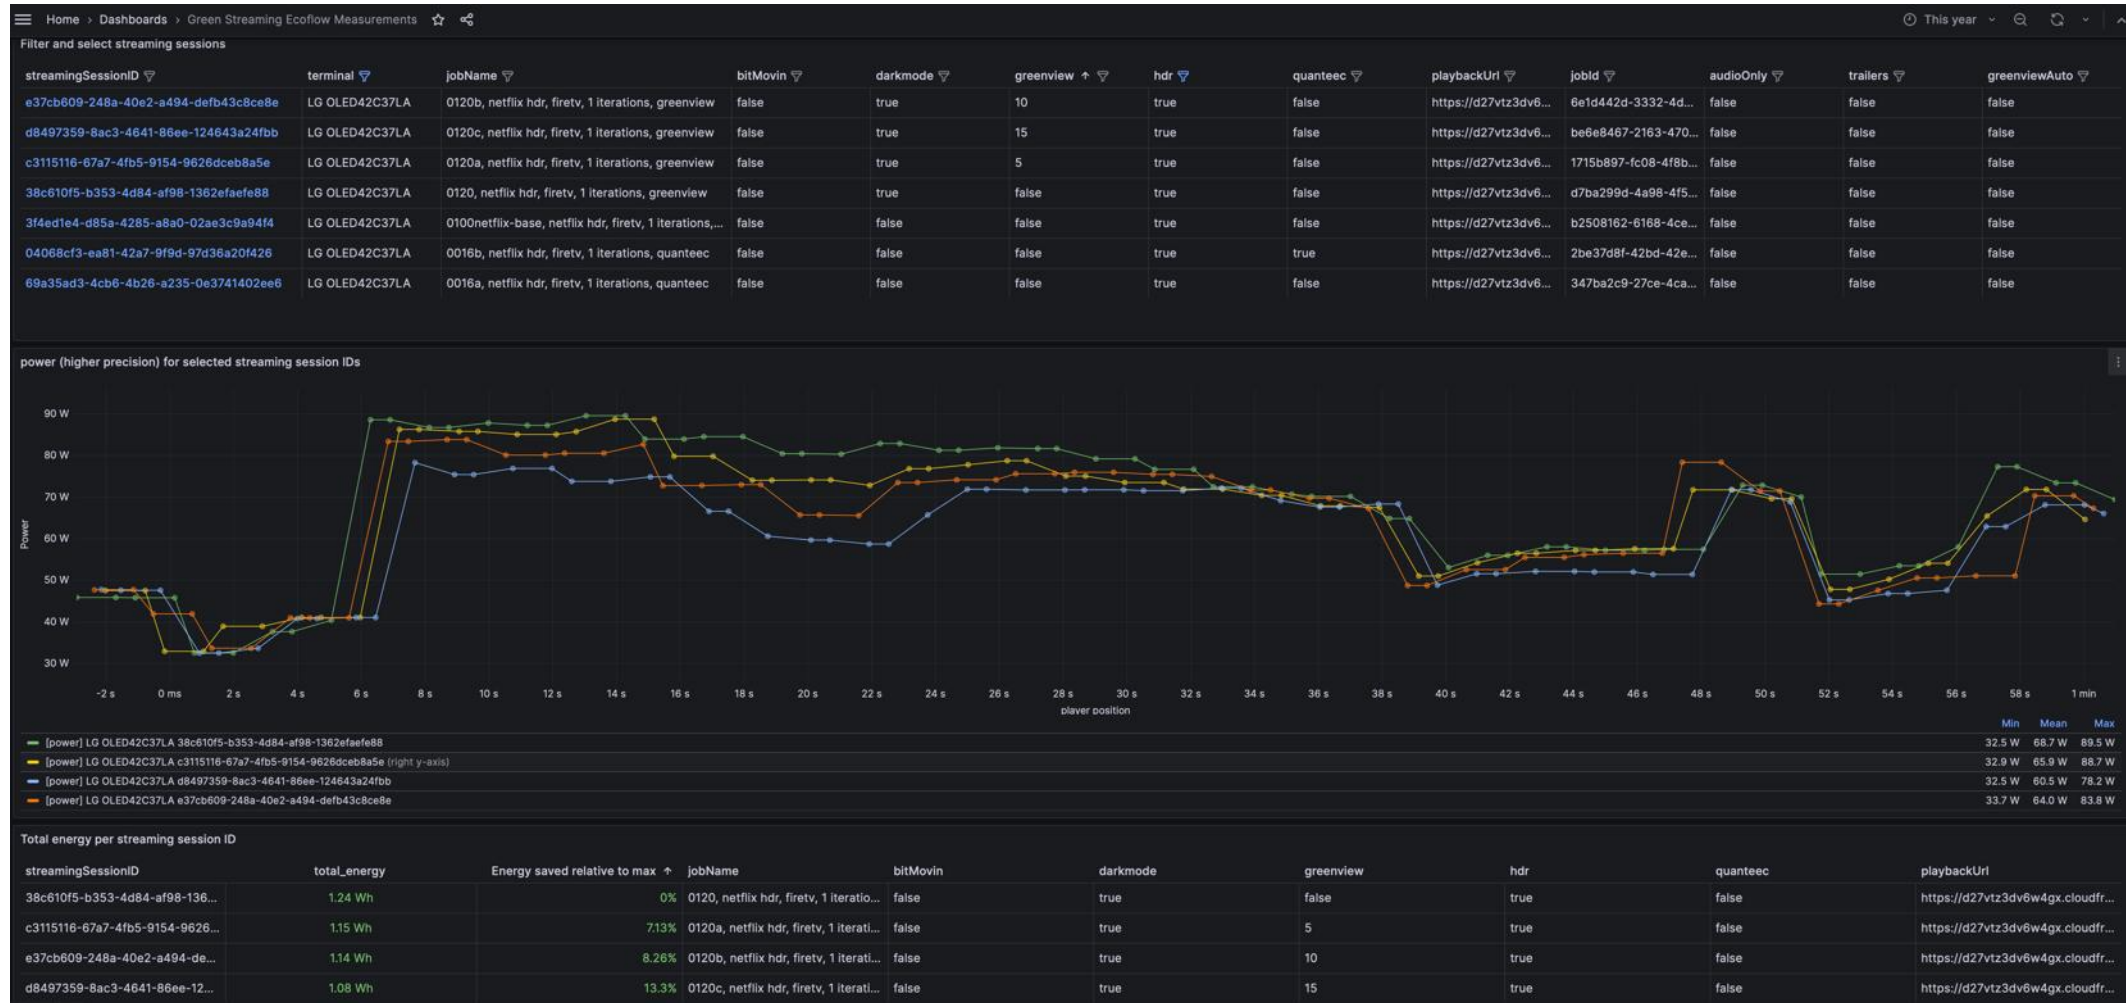 Home › Dashboards › Green Streaming Ecoflow Measurements
This year
Filter and select streaming sessions
streamingSessionID terminal jobName bitMovin darkmode greenview ↑ hdr quanteec playbackUrl jobId audioOnly trailers greenviewAuto
e37cb609-248a-40e2-a494-defb43c8ce8e LG OLED42C37LA 0120b, netflix hdr, firetv, 1 iterations, greenview false true 10 true false https://d27vtz3dv6... 6e1d442d-3332-4d... false false false
d8497359-8ac3-4641-86ee-124643a24fbb LG OLED42C37LA 0120c, netflix hdr, firetv, 1 iterations, greenview false true 15 true false https://d27vtz3dv6... be6e8467-2163-470... false false false
c3115116-67a7-4fb5-9154-9626dceb8a5e LG OLED42C37LA 0120a, netflix hdr, firetv, 1 iterations, greenview false true 5 true false https://d27vtz3dv6... 1715b897-fc08-4f8b... false false false
38c610f5-b353-4d84-af98-1362efaefe88 LG OLED42C37LA 0120, netflix hdr, firetv, 1 iterations, greenview false true false true false https://d27vtz3dv6... d7ba299d-4a98-4f5... false false false
3f4ed1e4-d85a-4285-a8a0-02ae3c9a94f4 LG OLED42C37LA 0100netflix-base, netflix hdr, firetv, 1 iterations,... false false false true false https://d27vtz3dv6... b2508162-6168-4ce... false false false
04068cf3-ea81-42a7-9f9d-97d36a20f426 LG OLED42C37LA 0016b, netflix hdr, firetv, 1 iterations, quanteec false false false true true https://d27vtz3dv6... 2be37d8f-42bd-42e... false false false
69a35ad3-4cb6-4b26-a235-0e3741402ee6 LG OLED42C37LA 0016a, netflix hdr, firetv, 1 iterations, quanteec false false false true false https://d27vtz3dv6... 347ba2c9-27ce-4ca... false false false
power (higher precision) for selected streaming session IDs
90 W
80 W
70 W
60 W
50 W
40 W
30 W
Power
-2 s 0 ms 2 s 4 s 6 s 8 s 10 s 12 s 14 s 16 s 18 s 20 s 22 s 24 s 26 s 28 s 30 s 32 s 34 s 36 s 38 s 40 s 42 s 44 s 46 s 48 s 50 s 52 s 54 s 56 s 58 s 1 min
player position
Min Mean Max
[power] LG OLED42C37LA 38c610f5-b353-4d84-af98-1362efaefe88 32.5 W 68.7 W 89.5 W
[power] LG OLED42C37LA c3115116-67a7-4fb5-9154-9626dceb8a5e (right y-axis) 32.9 W 65.9 W 88.7 W
[power] LG OLED42C37LA d8497359-8ac3-4641-86ee-124643a24fbb 32.5 W 60.5 W 78.2 W
[power] LG OLED42C37LA e37cb609-248a-40e2-a494-defb43c8ce8e 33.7 W 64.0 W 83.8 W
Total energy per streaming session ID
streamingSessionID total_energy Energy saved relative to max ↑ jobName bitMovin darkmode greenview hdr quanteec playbackUrl
38c610f5-b353-4d84-af98-136... 1.24 Wh 0% 0120, netflix hdr, firetv, 1 iteratio... false true false true false https://d27vtz3dv6w4gx.cloudfr...
c3115116-67a7-4fb5-9154-9626... 1.15 Wh 7.13% 0120a, netflix hdr, firetv, 1 iterati... false true 5 true false https://d27vtz3dv6w4gx.cloudfr...
e37cb609-248a-40e2-a494-de... 1.14 Wh 8.26% 0120b, netflix hdr, firetv, 1 iterati... false true 10 true false https://d27vtz3dv6w4gx.cloudfr...
d8497359-8ac3-4641-86ee-12... 1.08 Wh 13.3% 0120c, netflix hdr, firetv, 1 iterati... false true 15 true false https://d27vtz3dv6w4gx.cloudfr...